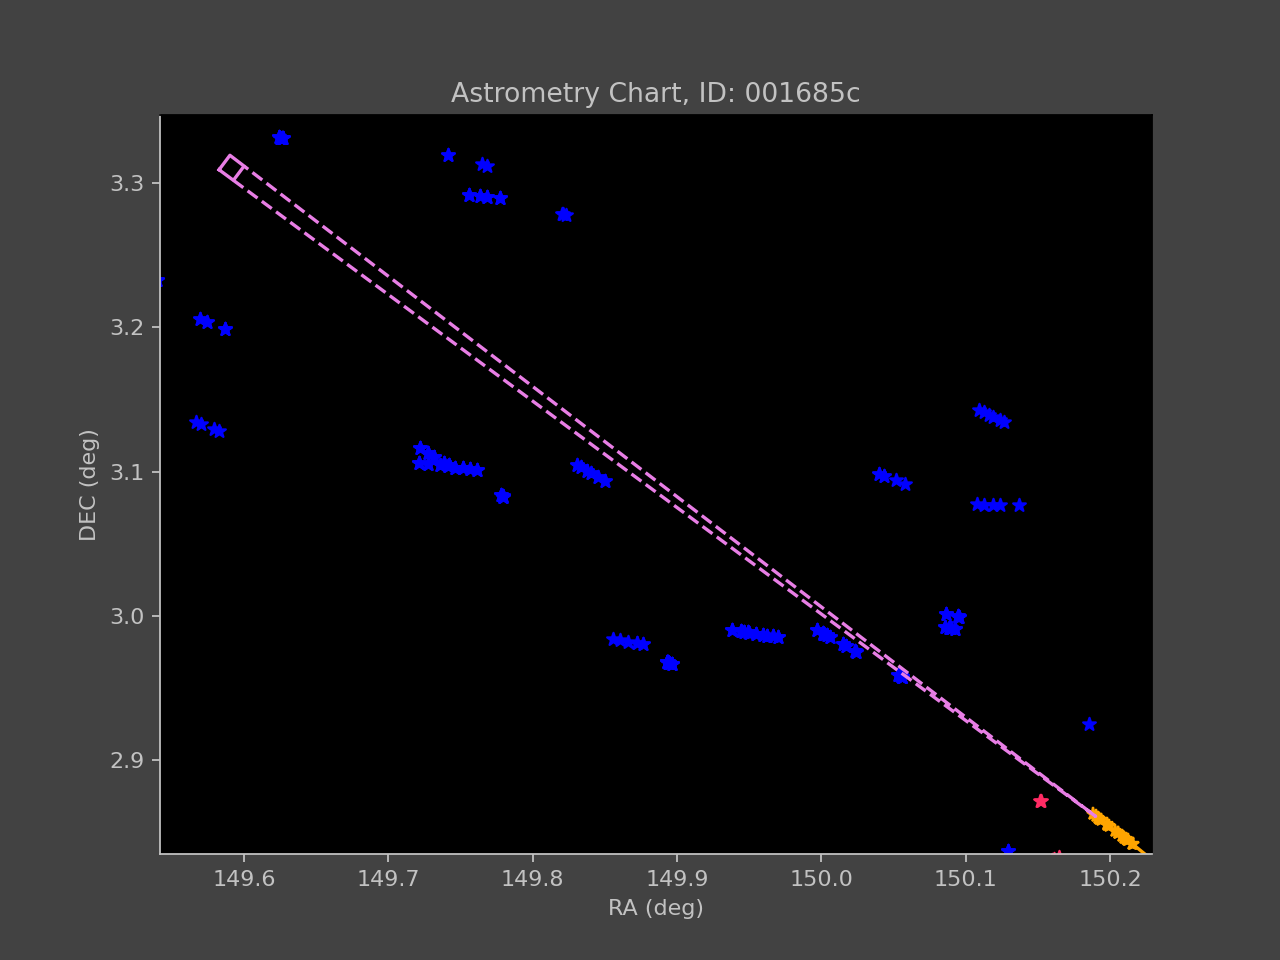 Astrometry Chart, ID: 001685c
3.3
3.2
3.1
3.0
2.9
DEC (deg)
149.6 149.7 149.8 149.9 150.0 150.1 150.2
RA (deg)